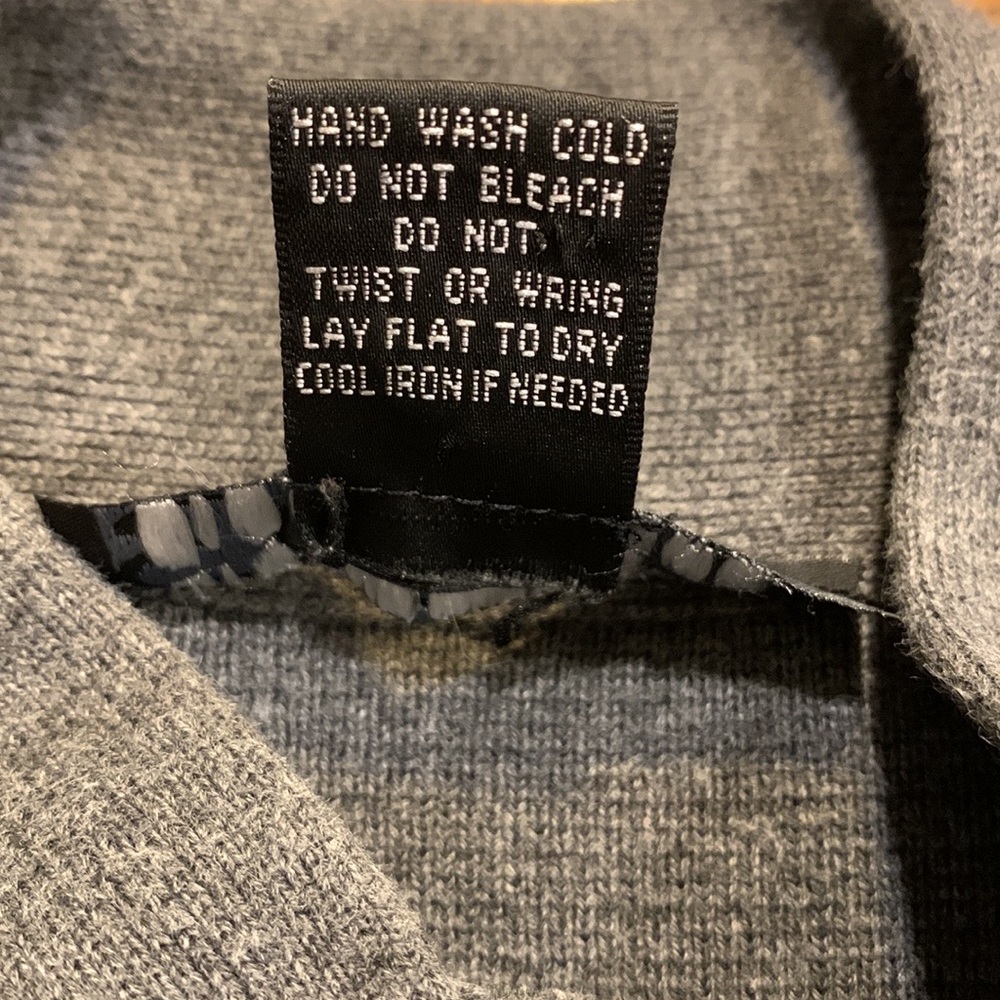 HAND WASH COLD
DO NOT BLEACH
DO NOT
TWIST OR WRING
LAY FLAT TO DRY
COOL IRON IF NEEDED